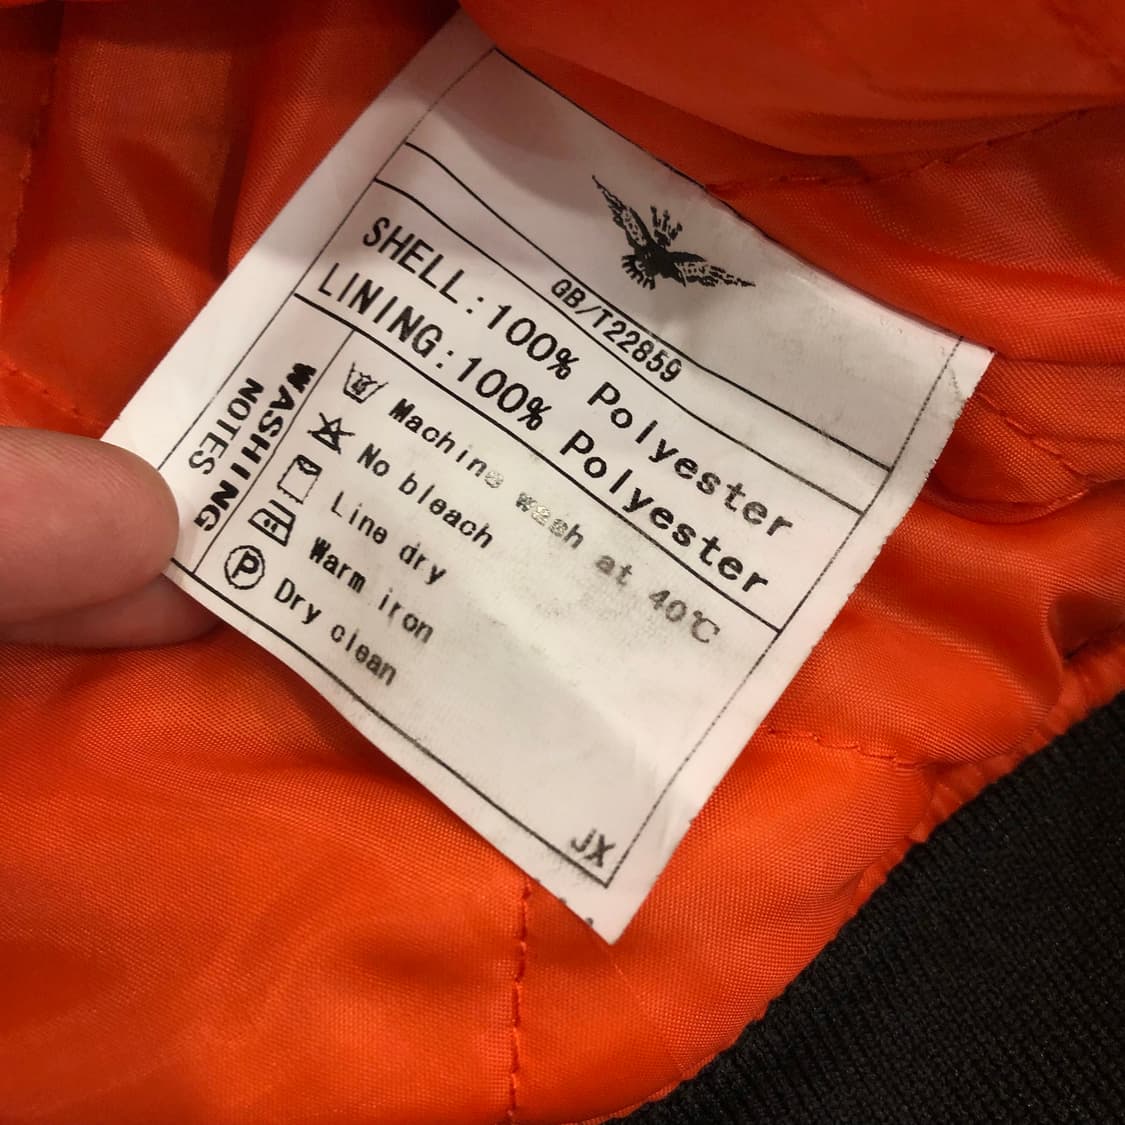 GB/T22859
SHELL:100% Polyester
LINING:100% Polyester
WASHING
NOTES
Machine wash at 40℃
No bleach
Line dry
Warm iron
P Dry clean
JX